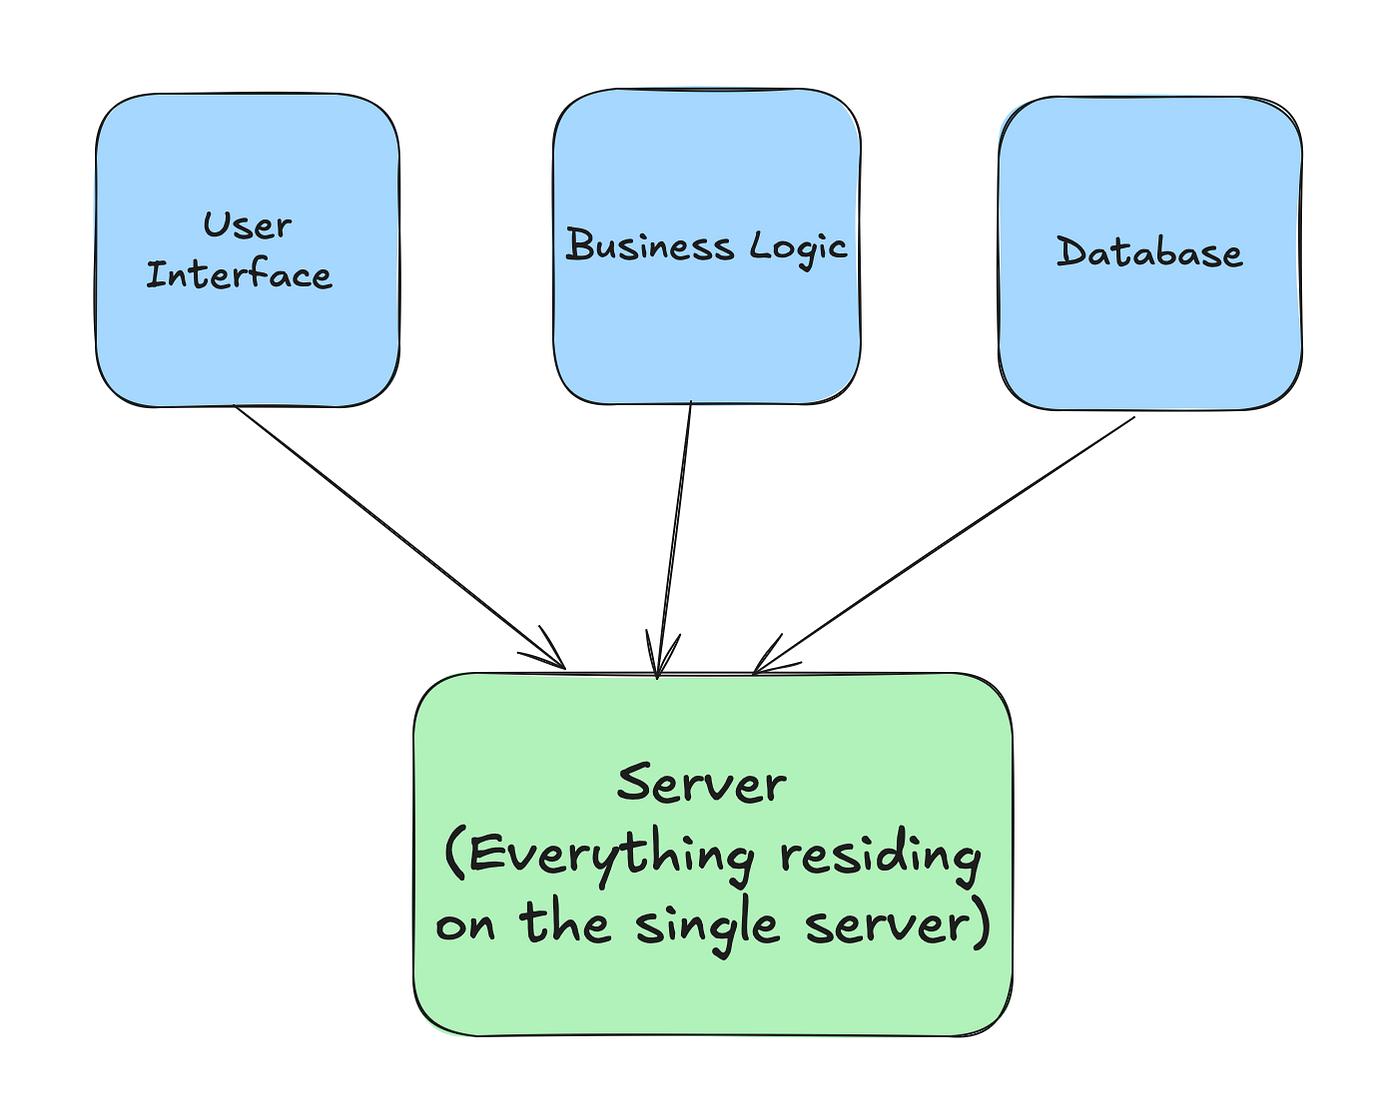 User
Interface
Business Logic
Database
Server
(Everything residing
on the single server)